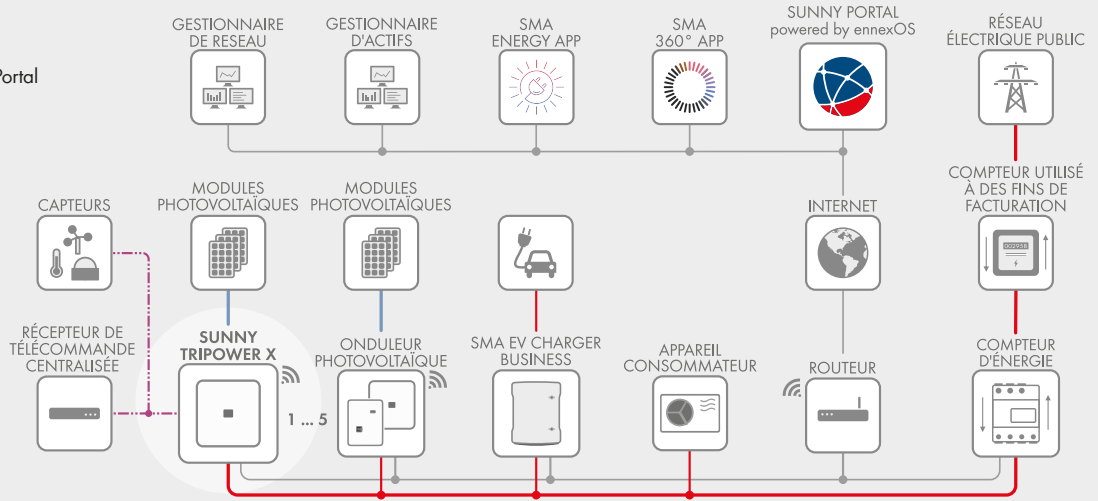 GESTIONNAIRE
DE RESEAU
GESTIONNAIRE
D'ACTIFS
SMA
ENERGY APP
SMA
360° APP
SUNNY PORTAL
powered by ennexOS
RÉSEAU
ÉLECTRIQUE PUBLIC
Portal
CAPTEURS
MODULES
PHOTOVOLTAÏQUES
MODULES
PHOTOVOLTAÏQUES
INTERNET
COMPTEUR UTILISÉ
À DES FINS DE
FACTURATION
002958
RÉCEPTEUR DE
TÉLÉCOMMANDE
CENTRALISÉE
SUNNY
TRIPOWER X
1 ... 5
ONDULEUR
PHOTOVOLTAÏQUE
SMA EV CHARGER
BUSINESS
APPAREIL
CONSOMMATEUR
ROUTEUR
COMPTEUR
D'ÉNERGIE